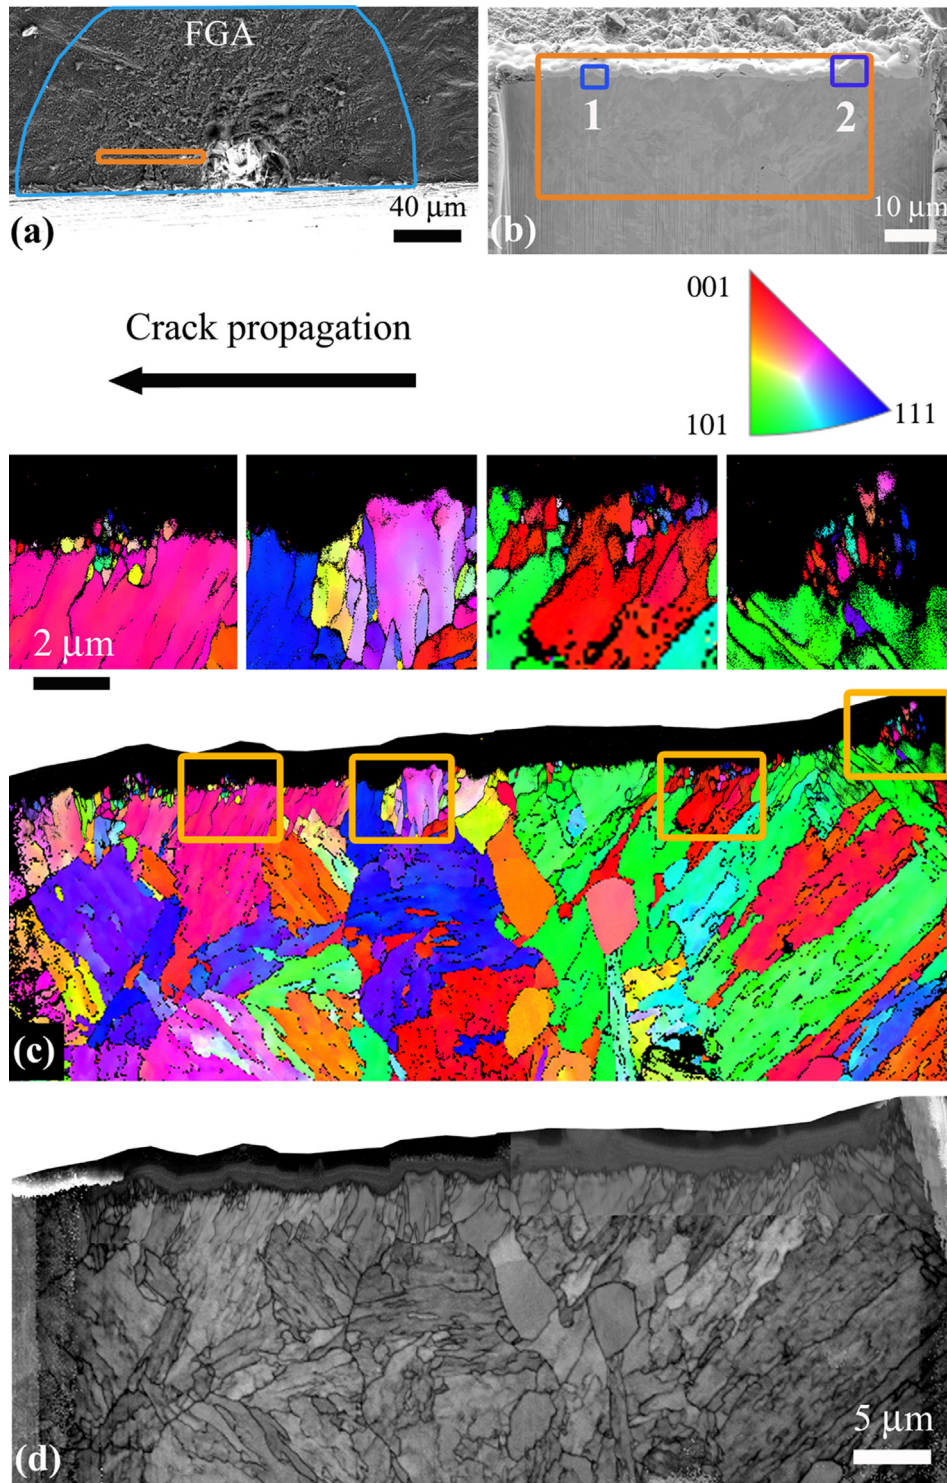 FGA
40 μm
(a)
1
2
10 μm
(b)
Crack propagation
001
101
111
2 μm
(c)
5 μm
(d)